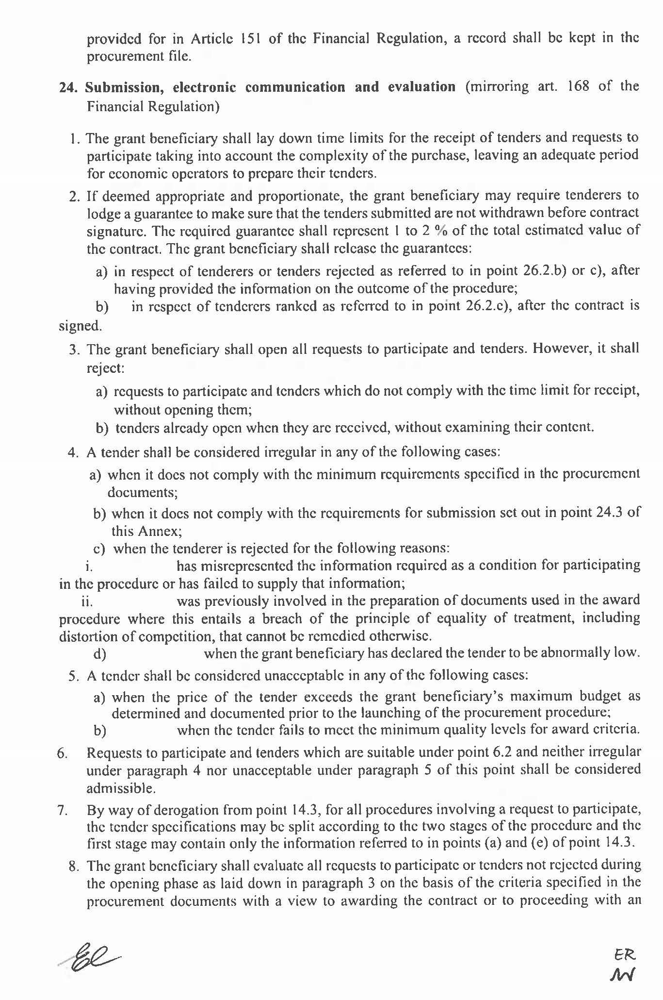 provided for in Article 151 of the Financial Regulation, a record shall be kept in the
procurement file.
24. Submission, electronic communication and evaluation (mirroring art. 168 of the
Financial Regulation)
1. The grant beneficiary shall lay down time limits for the receipt of tenders and requests to
participate taking into account the complexity of the purchase, leaving an adequate period
for economic operators to prepare their tenders.
2. If deemed appropriate and proportionate, the grant beneficiary may require tenderers to
lodge a guarantee to make sure that the tenders submitted are not withdrawn before contract
signature. The required guarantee shall represent 1 to 2 % of the total estimated value of
the contract. The grant beneficiary shall release the guarantees:
a) in respect of tenderers or tenders rejected as referred to in point 26.2.b) or c), after
having provided the information on the outcome of the procedure;
b) in respect of tenderers ranked as referred to in point 26.2.e), after the contract is
signed.
3. The grant beneficiary shall open all requests to participate and tenders. However, it shall
reject:
a) requests to participate and tenders which do not comply with the time limit for receipt,
without opening them;
b) tenders already open when they are received, without examining their content.
4. A tender shall be considered irregular in any of the following cases:
a) when it does not comply with the minimum requirements specified in the procurement
documents;
b) when it does not comply with the requirements for submission set out in point 24.3 of
this Annex;
c) when the tenderer is rejected for the following reasons:
i. has misrepresented the information required as a condition for participating
in the procedure or has failed to supply that information;
ii. was previously involved in the preparation of documents used in the award
procedure where this entails a breach of the principle of equality of treatment, including
distortion of competition, that cannot be remedied otherwise.
d) when the grant beneficiary has declared the tender to be abnormally low.
5. A tender shall be considered unacceptable in any of the following cases:
a) when the price of the tender exceeds the grant beneficiary's maximum budget as
determined and documented prior to the launching of the procurement procedure;
b) when the tender fails to meet the minimum quality levels for award criteria.
6. Requests to participate and tenders which are suitable under point 6.2 and neither irregular
under paragraph 4 nor unacceptable under paragraph 5 of this point shall be considered
admissible.
7. By way of derogation from point 14.3, for all procedures involving a request to participate,
the tender specifications may be split according to the two stages of the procedure and the
first stage may contain only the information referred to in points (a) and (e) of point 14.3.
8. The grant beneficiary shall evaluate all requests to participate or tenders not rejected during
the opening phase as laid down in paragraph 3 on the basis of the criteria specified in the
procurement documents with a view to awarding the contract or to proceeding with an
ER